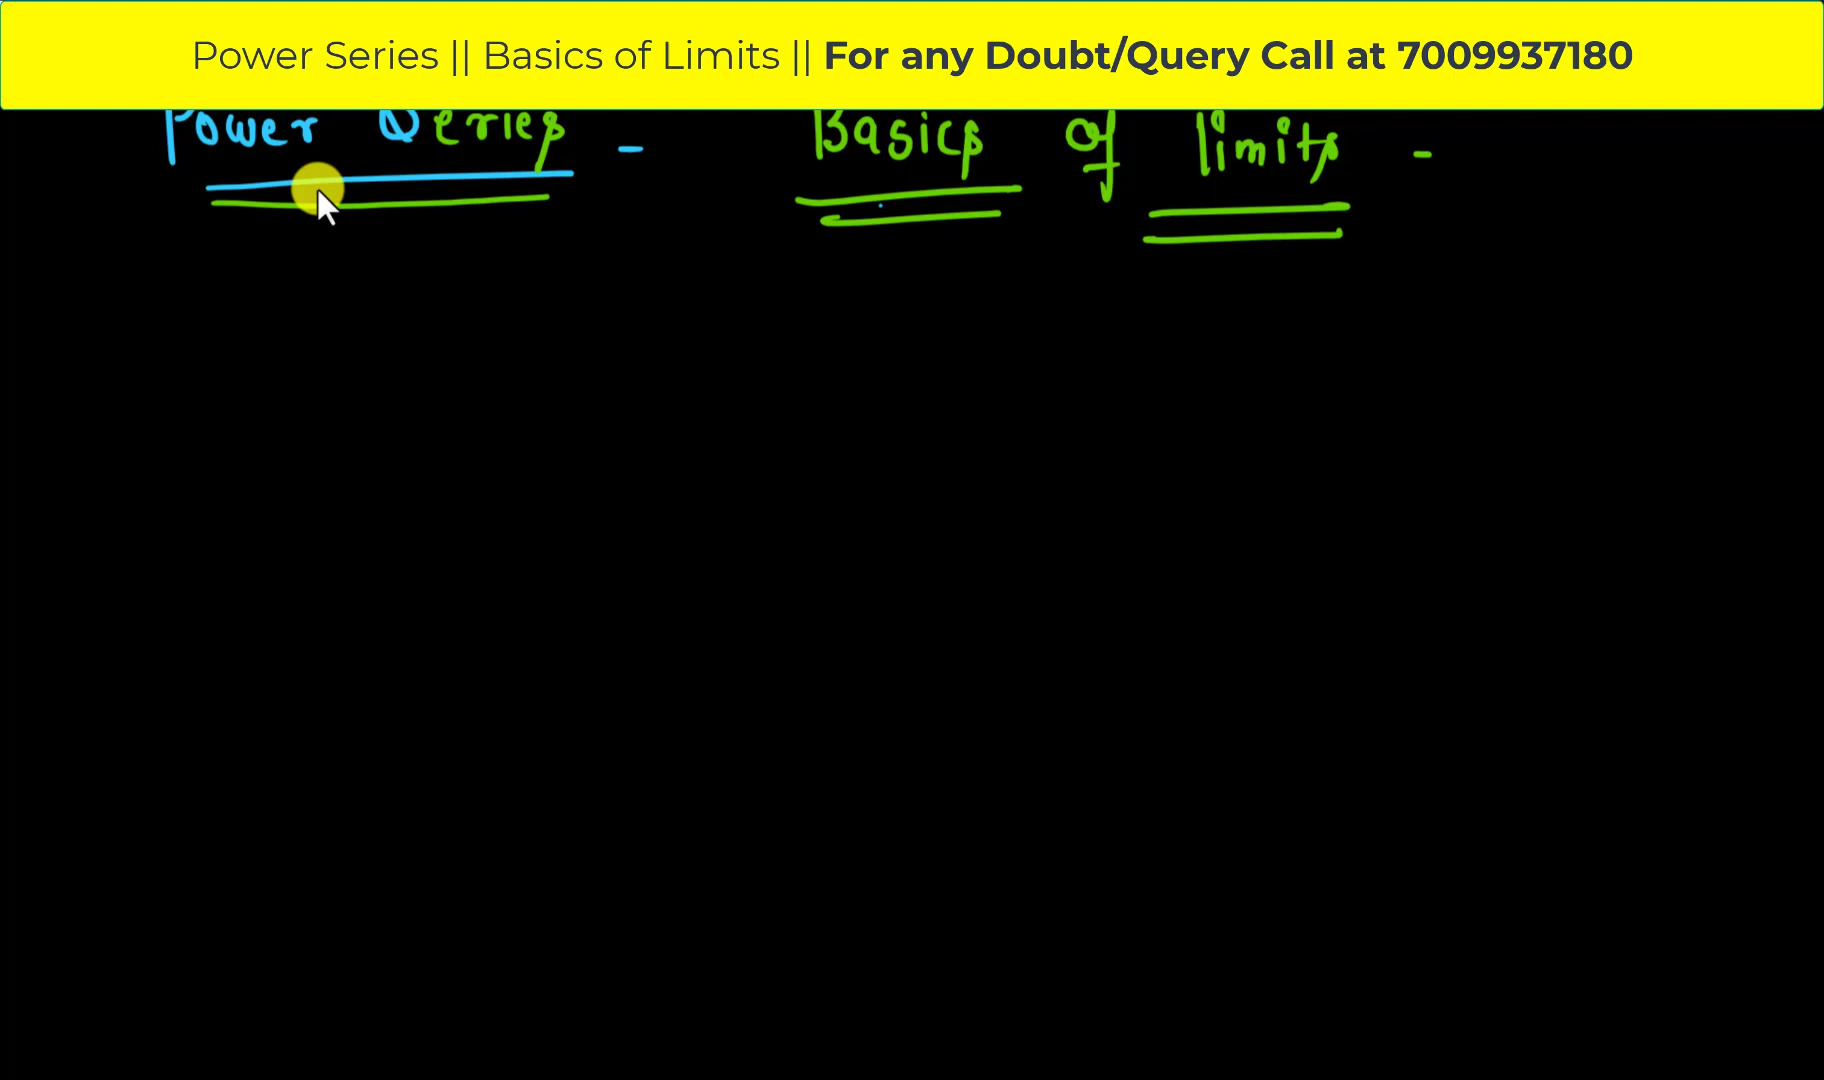 Power Series || Basics of Limits || For any Doubt/Query Call at 7009937180
Power Series - Basics of limits -